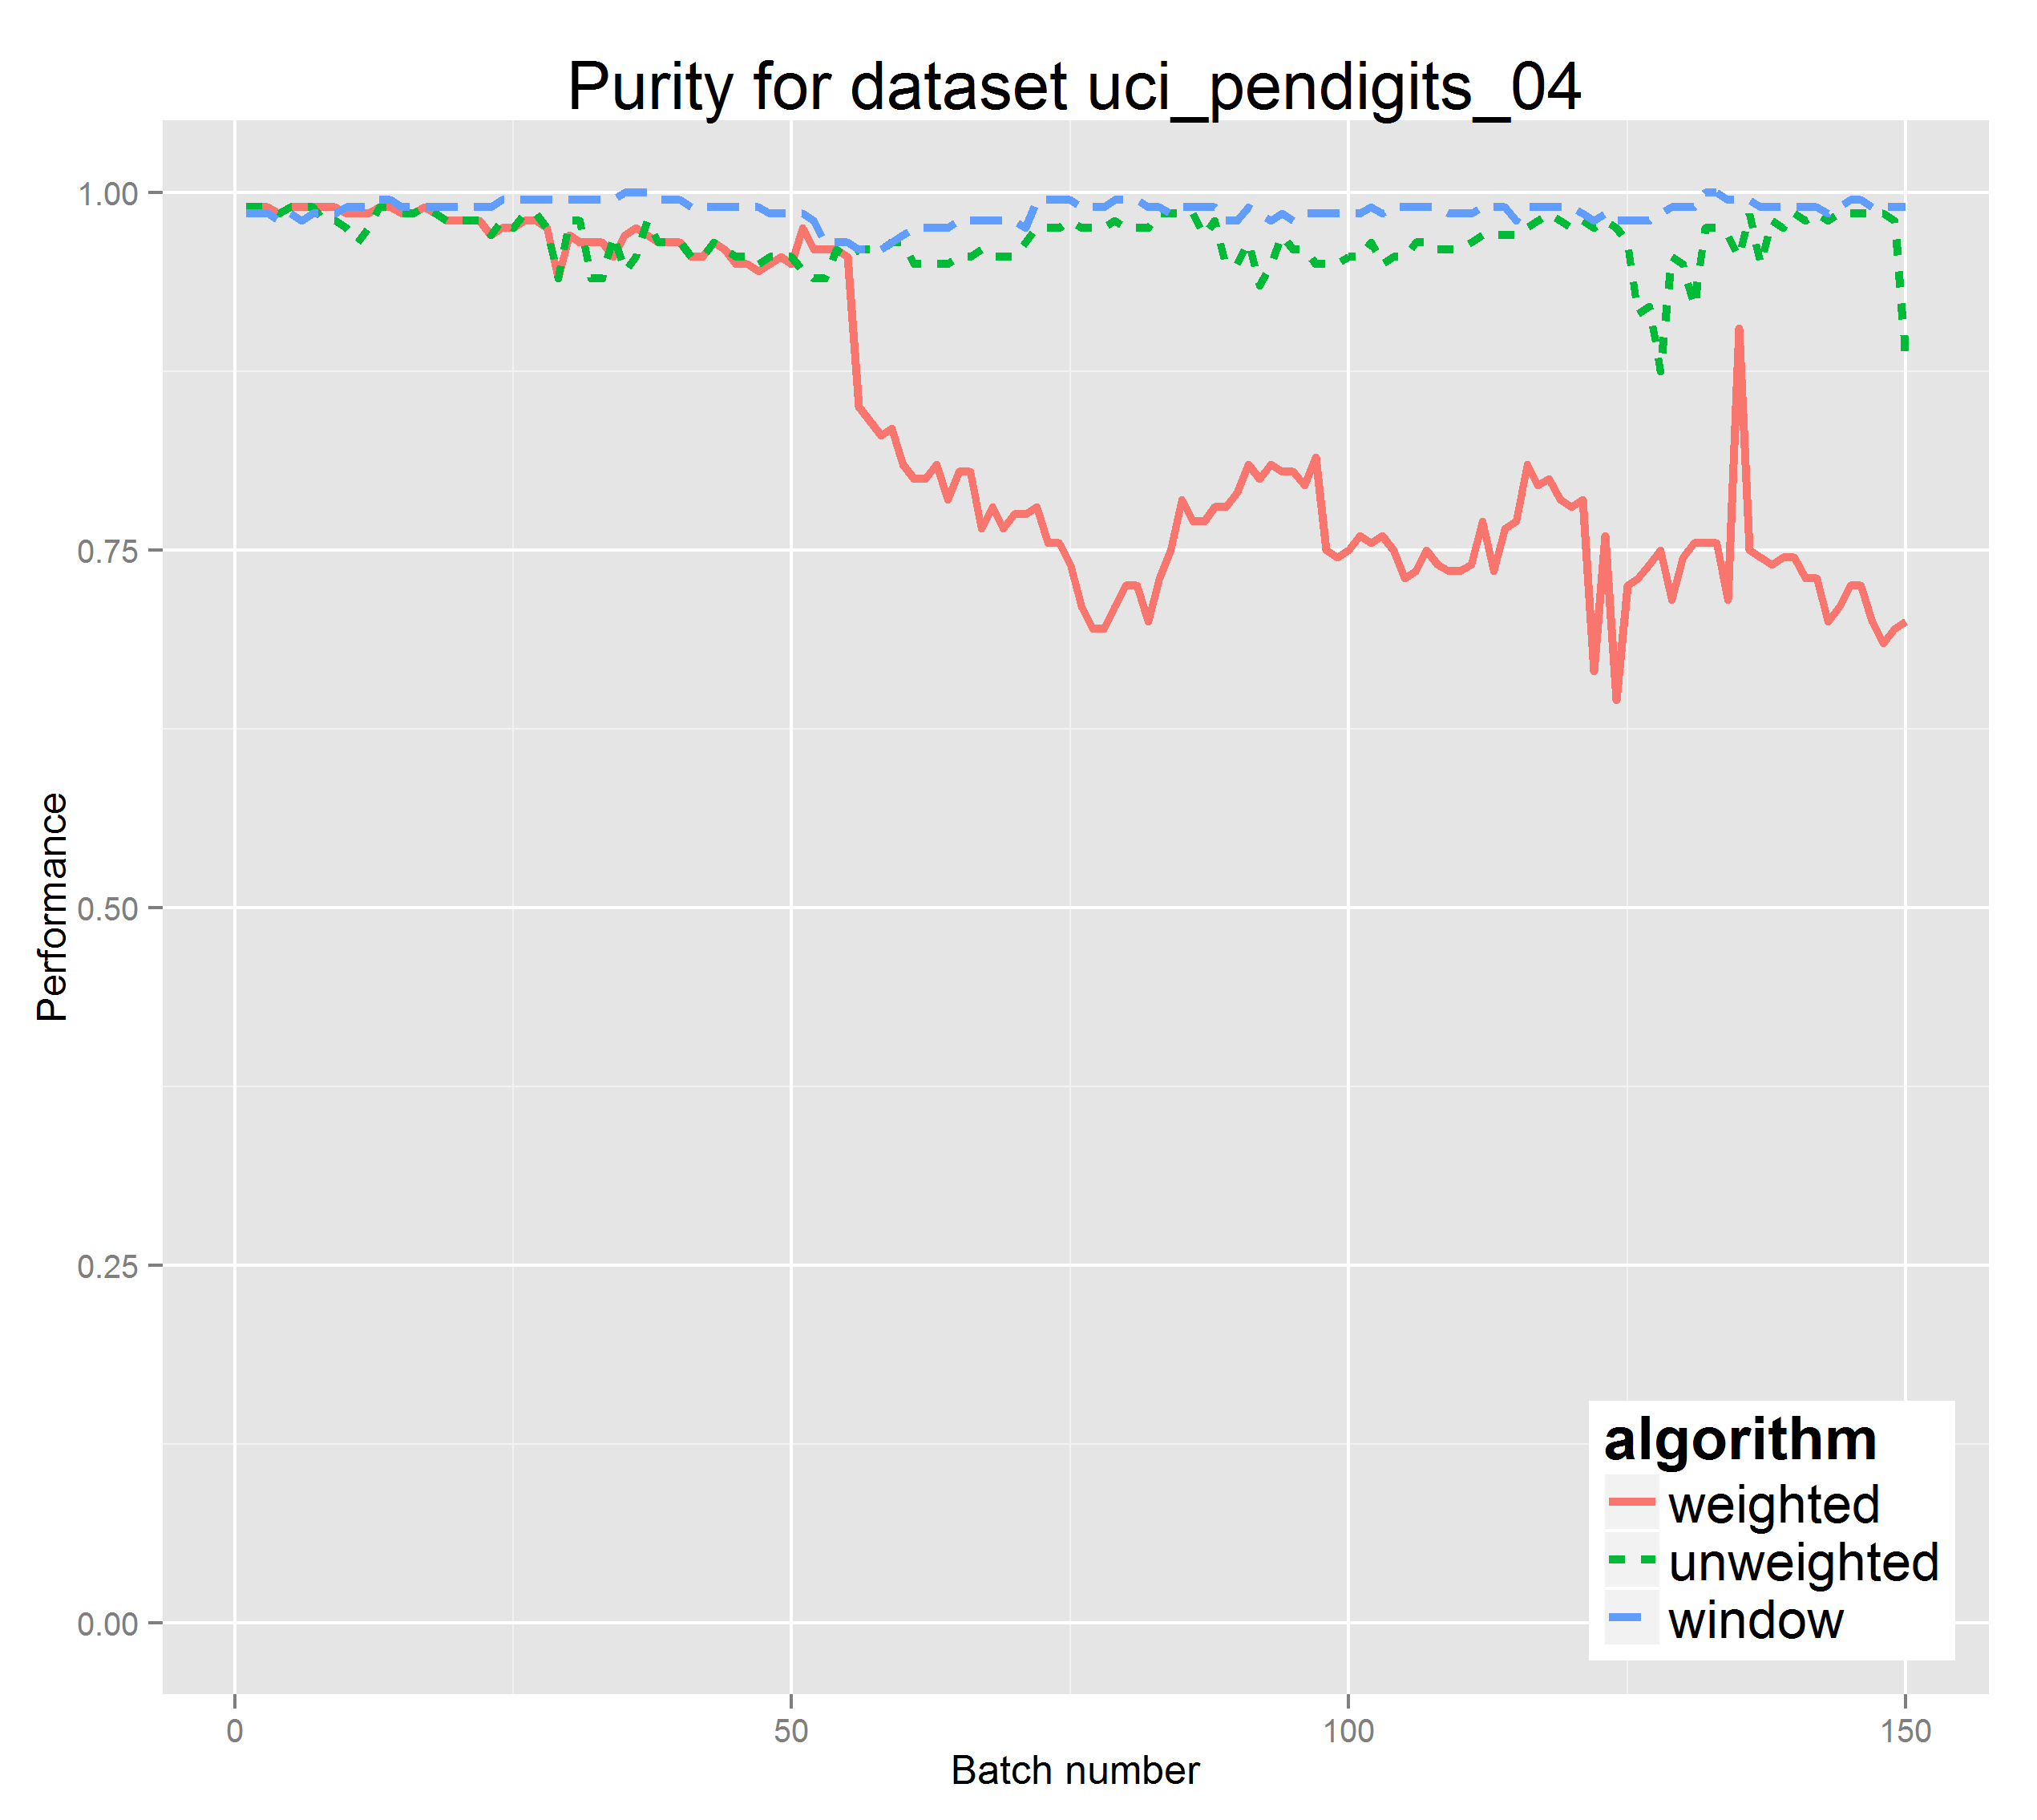 Purity for dataset uci_pendigits_04
1.00
0.75
0.50
0.25
0.00
Performance
0
50
100
150
Batch number
algorithm
weighted
unweighted
window